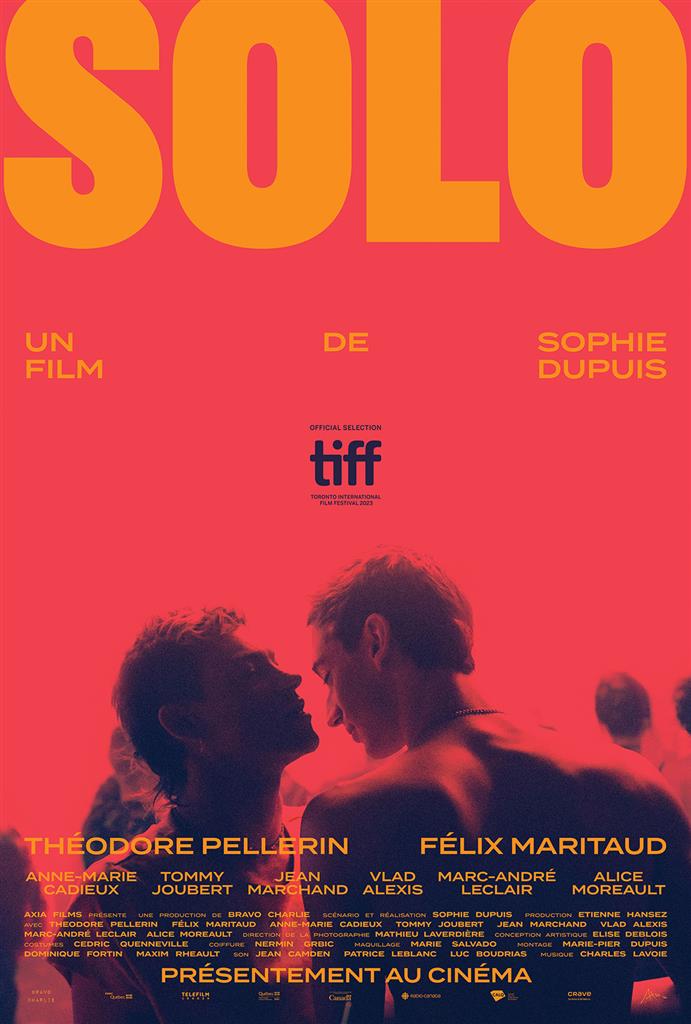 SOLO
UN FILM DE SOPHIE DUPUIS
OFFICIAL SELECTION
tiff
TORONTO INTERNATIONAL
FILM FESTIVAL 2023
THÉODORE PELLERIN FÉLIX MARITAUD
ANNE-MARIE CADIEUX TOMMY JOUBERT JEAN MARCHAND VLAD ALEXIS MARC-ANDRÉ LECLAIR ALICE MOREAULT
AXIA FILMS PRÉSENTE UNE PRODUCTION DE BRAVO CHARLIE SCÉNARIO ET RÉALISATION SOPHIE DUPUIS PRODUCTION ETIENNE HANSEZ
AVEC THÉODORE PELLERIN FÉLIX MARITAUD ANNE-MARIE CADIEUX TOMMY JOUBERT JEAN MARCHAND VLAD ALEXIS
MARC-ANDRÉ LECLAIR ALICE MOREAULT DIRECTION DE LA PHOTOGRAPHIE MATHIEU LAVERDIÈRE CONCEPTION ARTISTIQUE ELISE DEBLOIS
COSTUMES CEDRIC QUENNEVILLE COIFFURE NERMIN GRBIC MAQUILLAGE MARIE SALVADO MONTAGE MARIE-PIER DUPUIS
DOMINIQUE FORTIN MAXIM RHEAULT SON JEAN CAMDEN PATRICE LEBLANC LUC BOUDRIAS MUSIQUE CHARLES LAVOIE
PRÉSENTEMENT AU CINÉMA
BRAVO
CHARLIE
Québec
TELEFILM
CANADA
Québec
Canada
radio-canada
crave